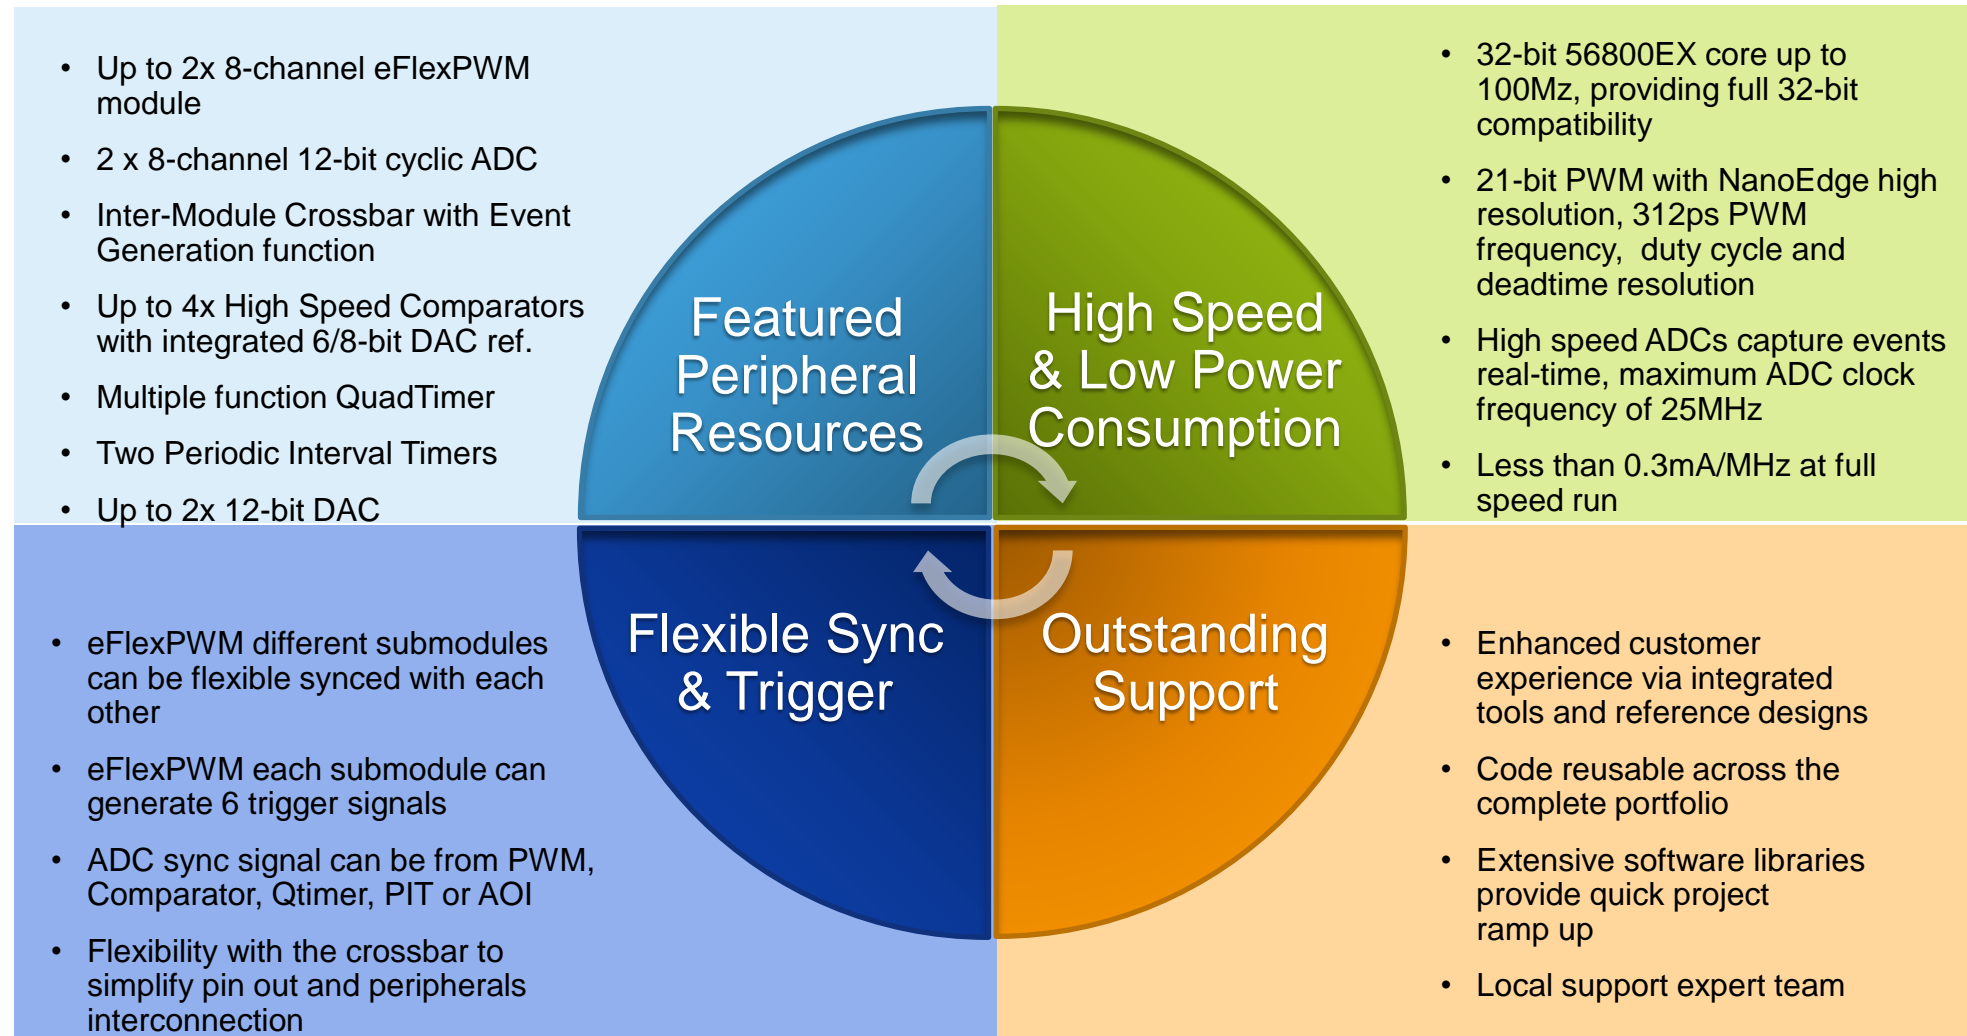 • Up to 2x 8-channel eFlexPWM
module
• 2 x 8-channel 12-bit cyclic ADC
• Inter-Module Crossbar with Event
Generation function
• Up to 4x High Speed Comparators
with integrated 6/8-bit DAC ref.
• Multiple function QuadTimer
• Two Periodic Interval Timers
• Up to 2x 12-bit DAC
Featured
Peripheral
Resources
High Speed
& Low Power
Consumption
• 32-bit 56800EX core up to
100Mz, providing full 32-bit
compatibility
• 21-bit PWM with NanoEdge high
resolution, 312ps PWM
frequency, duty cycle and
deadtime resolution
• High speed ADCs capture events
real-time, maximum ADC clock
frequency of 25MHz
• Less than 0.3mA/MHz at full
speed run
• eFlexPWM different submodules
can be flexible synced with each
other
• eFlexPWM each submodule can
generate 6 trigger signals
• ADC sync signal can be from PWM,
Comparator, Qtimer, PIT or AOI
• Flexibility with the crossbar to
simplify pin out and peripherals
interconnection
Flexible Sync
& Trigger
Outstanding
Support
• Enhanced customer
experience via integrated
tools and reference designs
• Code reusable across the
complete portfolio
• Extensive software libraries
provide quick project
ramp up
• Local support expert team